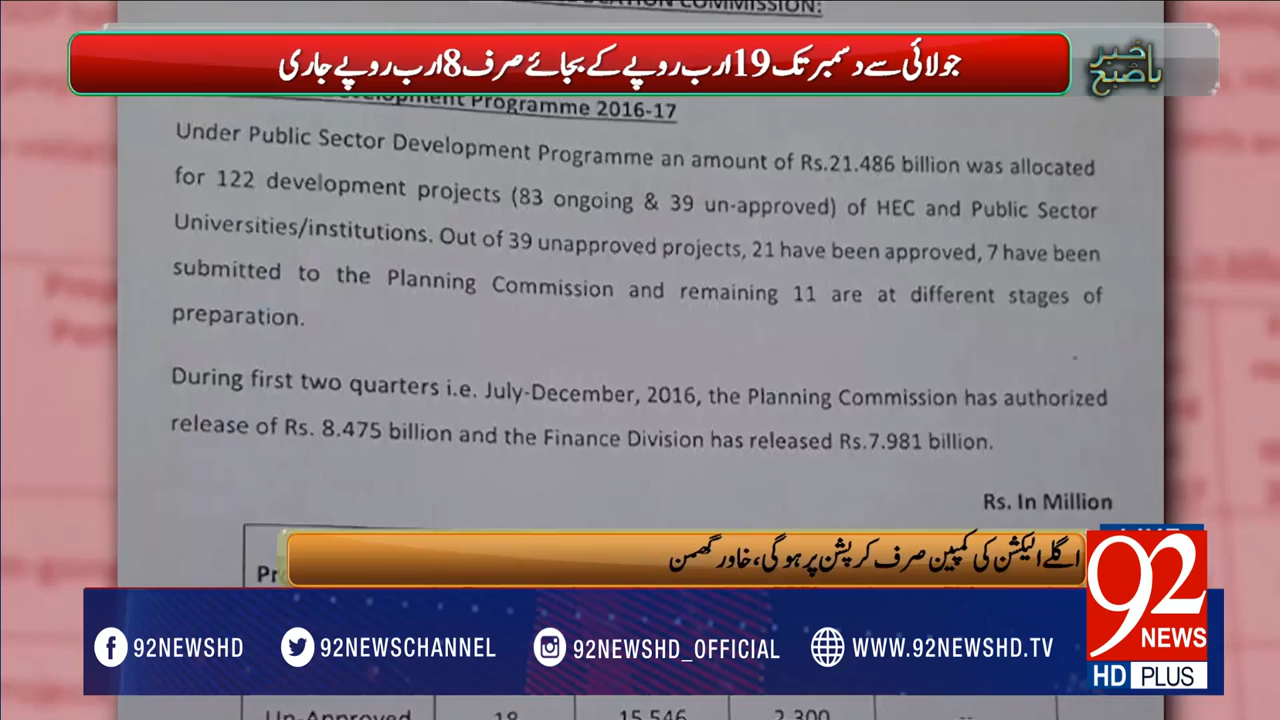 COMMISSION:
جولائی سے دسمبر تک 19 ارب روپے کے بجائے صرف 8 ارب روپے جاری
باخبر صبح
Development Programme 2016-17
Under Public Sector Development Programme an amount of Rs.21.486 billion was allocated
for 122 development projects (83 ongoing & 39 un-approved) of HEC and Public Sector
Universities/institutions. Out of 39 unapproved projects, 21 have been approved, 7 have been
submitted to the Planning Commission and remaining 11 are at different stages of
preparation.
During first two quarters i.e. July-December, 2016, the Planning Commission has authorized
release of Rs. 8.475 billion and the Finance Division has released Rs.7.981 billion.
Rs. In Million
اگلے الیکشن کی کمپین صرف کرپشن پر ہوگی، خاور گھمن
92
NEWS
HD PLUS
92NEWSHD
92NEWSCHANNEL
92NEWSHD_OFFICIAL
WWW.92NEWSHD.TV
Un-Approved 18 15,546 2,300 --